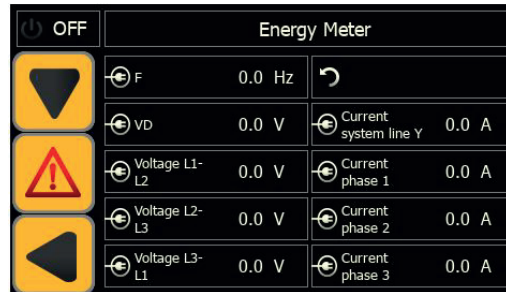 OFF
Energy Meter
F 0.0 Hz
VD 0.0 V
Current
system line Y 0.0 A
Voltage L1-
L2 0.0 V
Current
phase 1 0.0 A
Voltage L2-
L3 0.0 V
Current
phase 2 0.0 A
Voltage L3-
L1 0.0 V
Current
phase 3 0.0 A